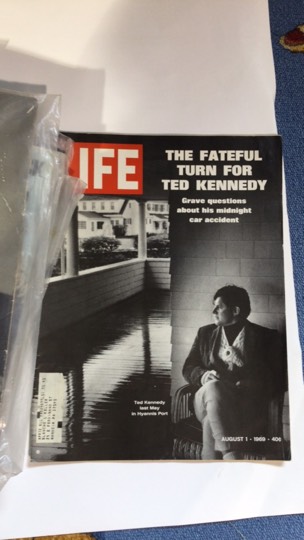 IFE
THE FATEFUL
TURN FOR
TED KENNEDY
Grave questions
about his midnight
car accident
Ted Kennedy
last May
in Hyannis Port
AUGUST 1 · 1969 · 40¢